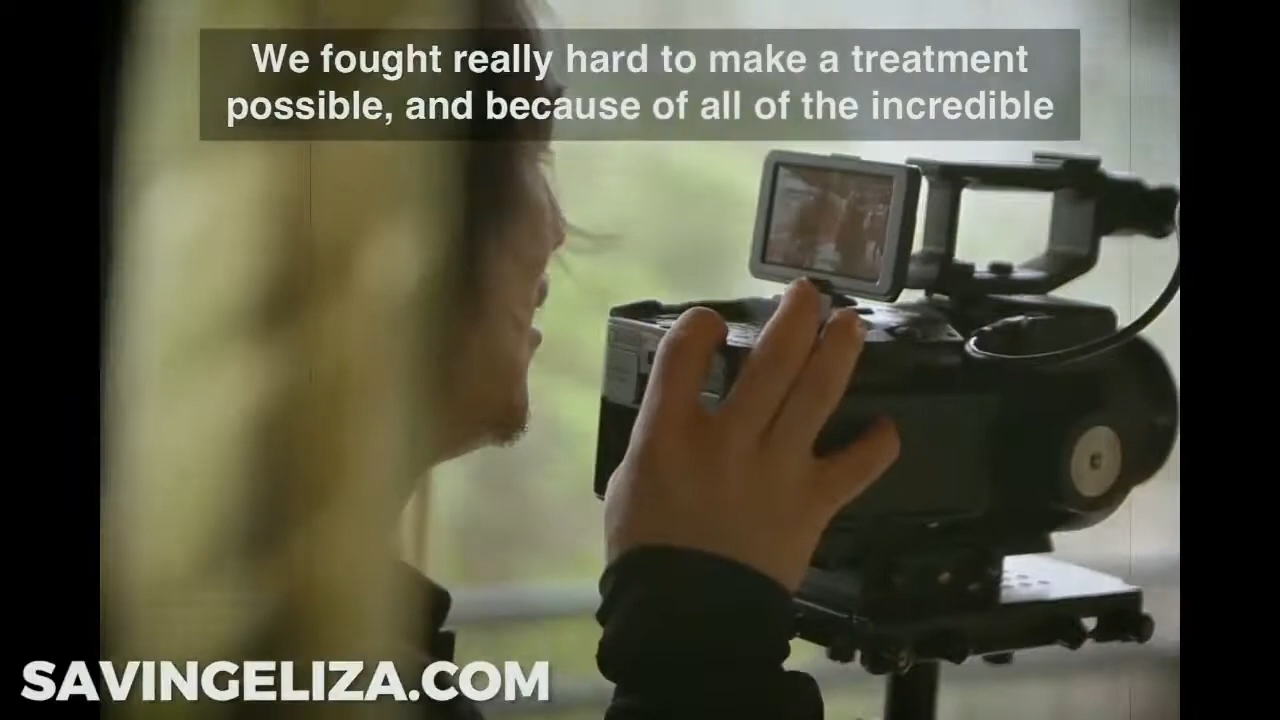 We fought really hard to make a treatment
possible, and because of all of the incredible
SAVINGELIZA.COM